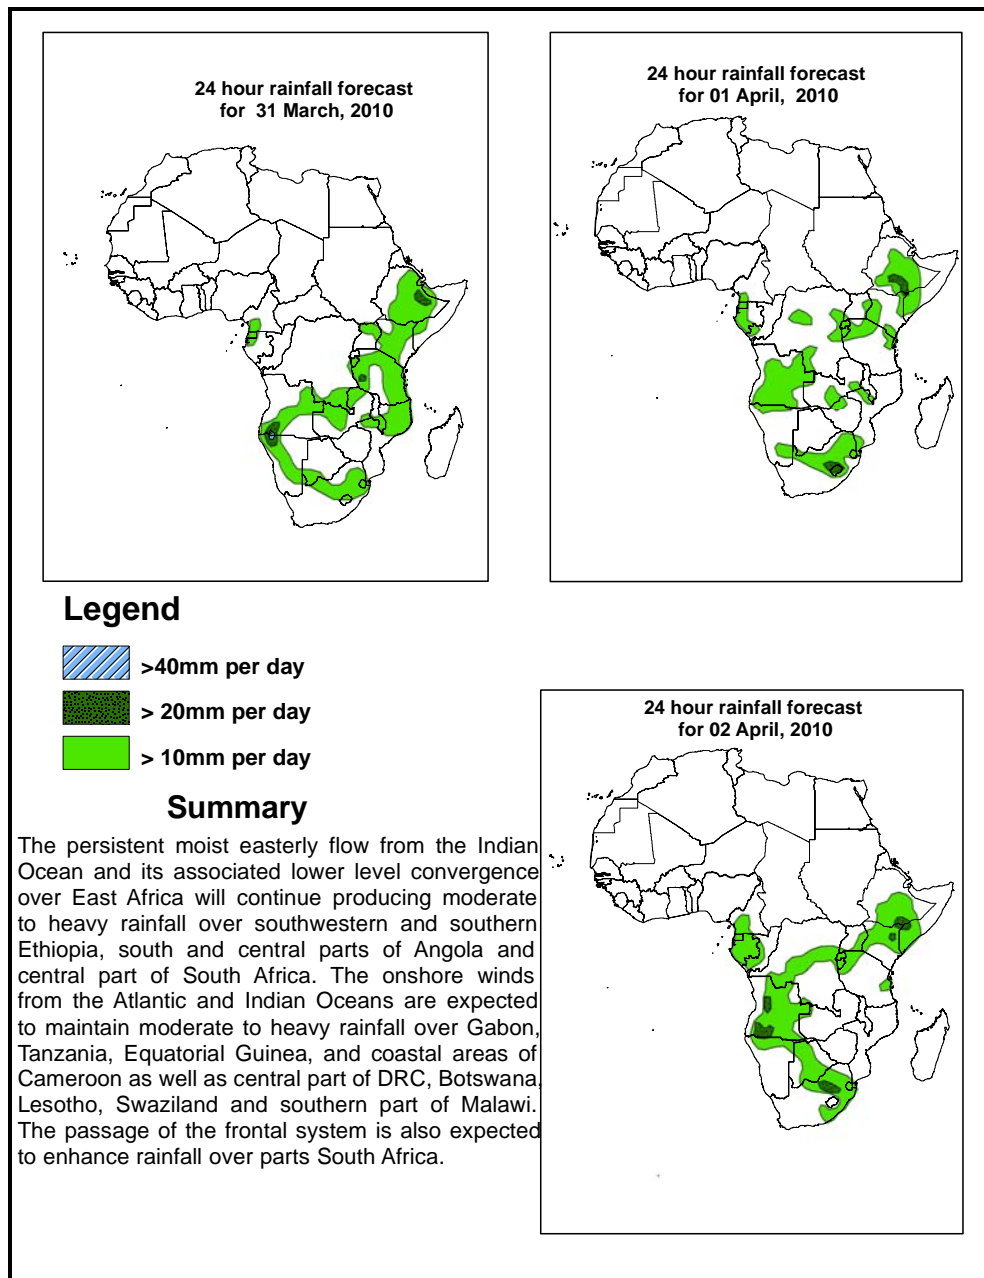 24 hour rainfall forecast
for 31 March, 2010
24 hour rainfall forecast
for 01 April, 2010
Legend
>40mm per day
> 20mm per day
> 10mm per day
24 hour rainfall forecast
for 02 April, 2010
Summary
The persistent moist easterly flow from the Indian
Ocean and its associated lower level convergence
over East Africa will continue producing moderate
to heavy rainfall over southwestern and southern
Ethiopia, south and central parts of Angola and
central part of South Africa. The onshore winds
from the Atlantic and Indian Oceans are expected
to maintain moderate to heavy rainfall over Gabon,
Tanzania, Equatorial Guinea, and coastal areas of
Cameroon as well as central part of DRC, Botswana,
Lesotho, Swaziland and southern part of Malawi.
The passage of the frontal system is also expected
to enhance rainfall over parts South Africa.